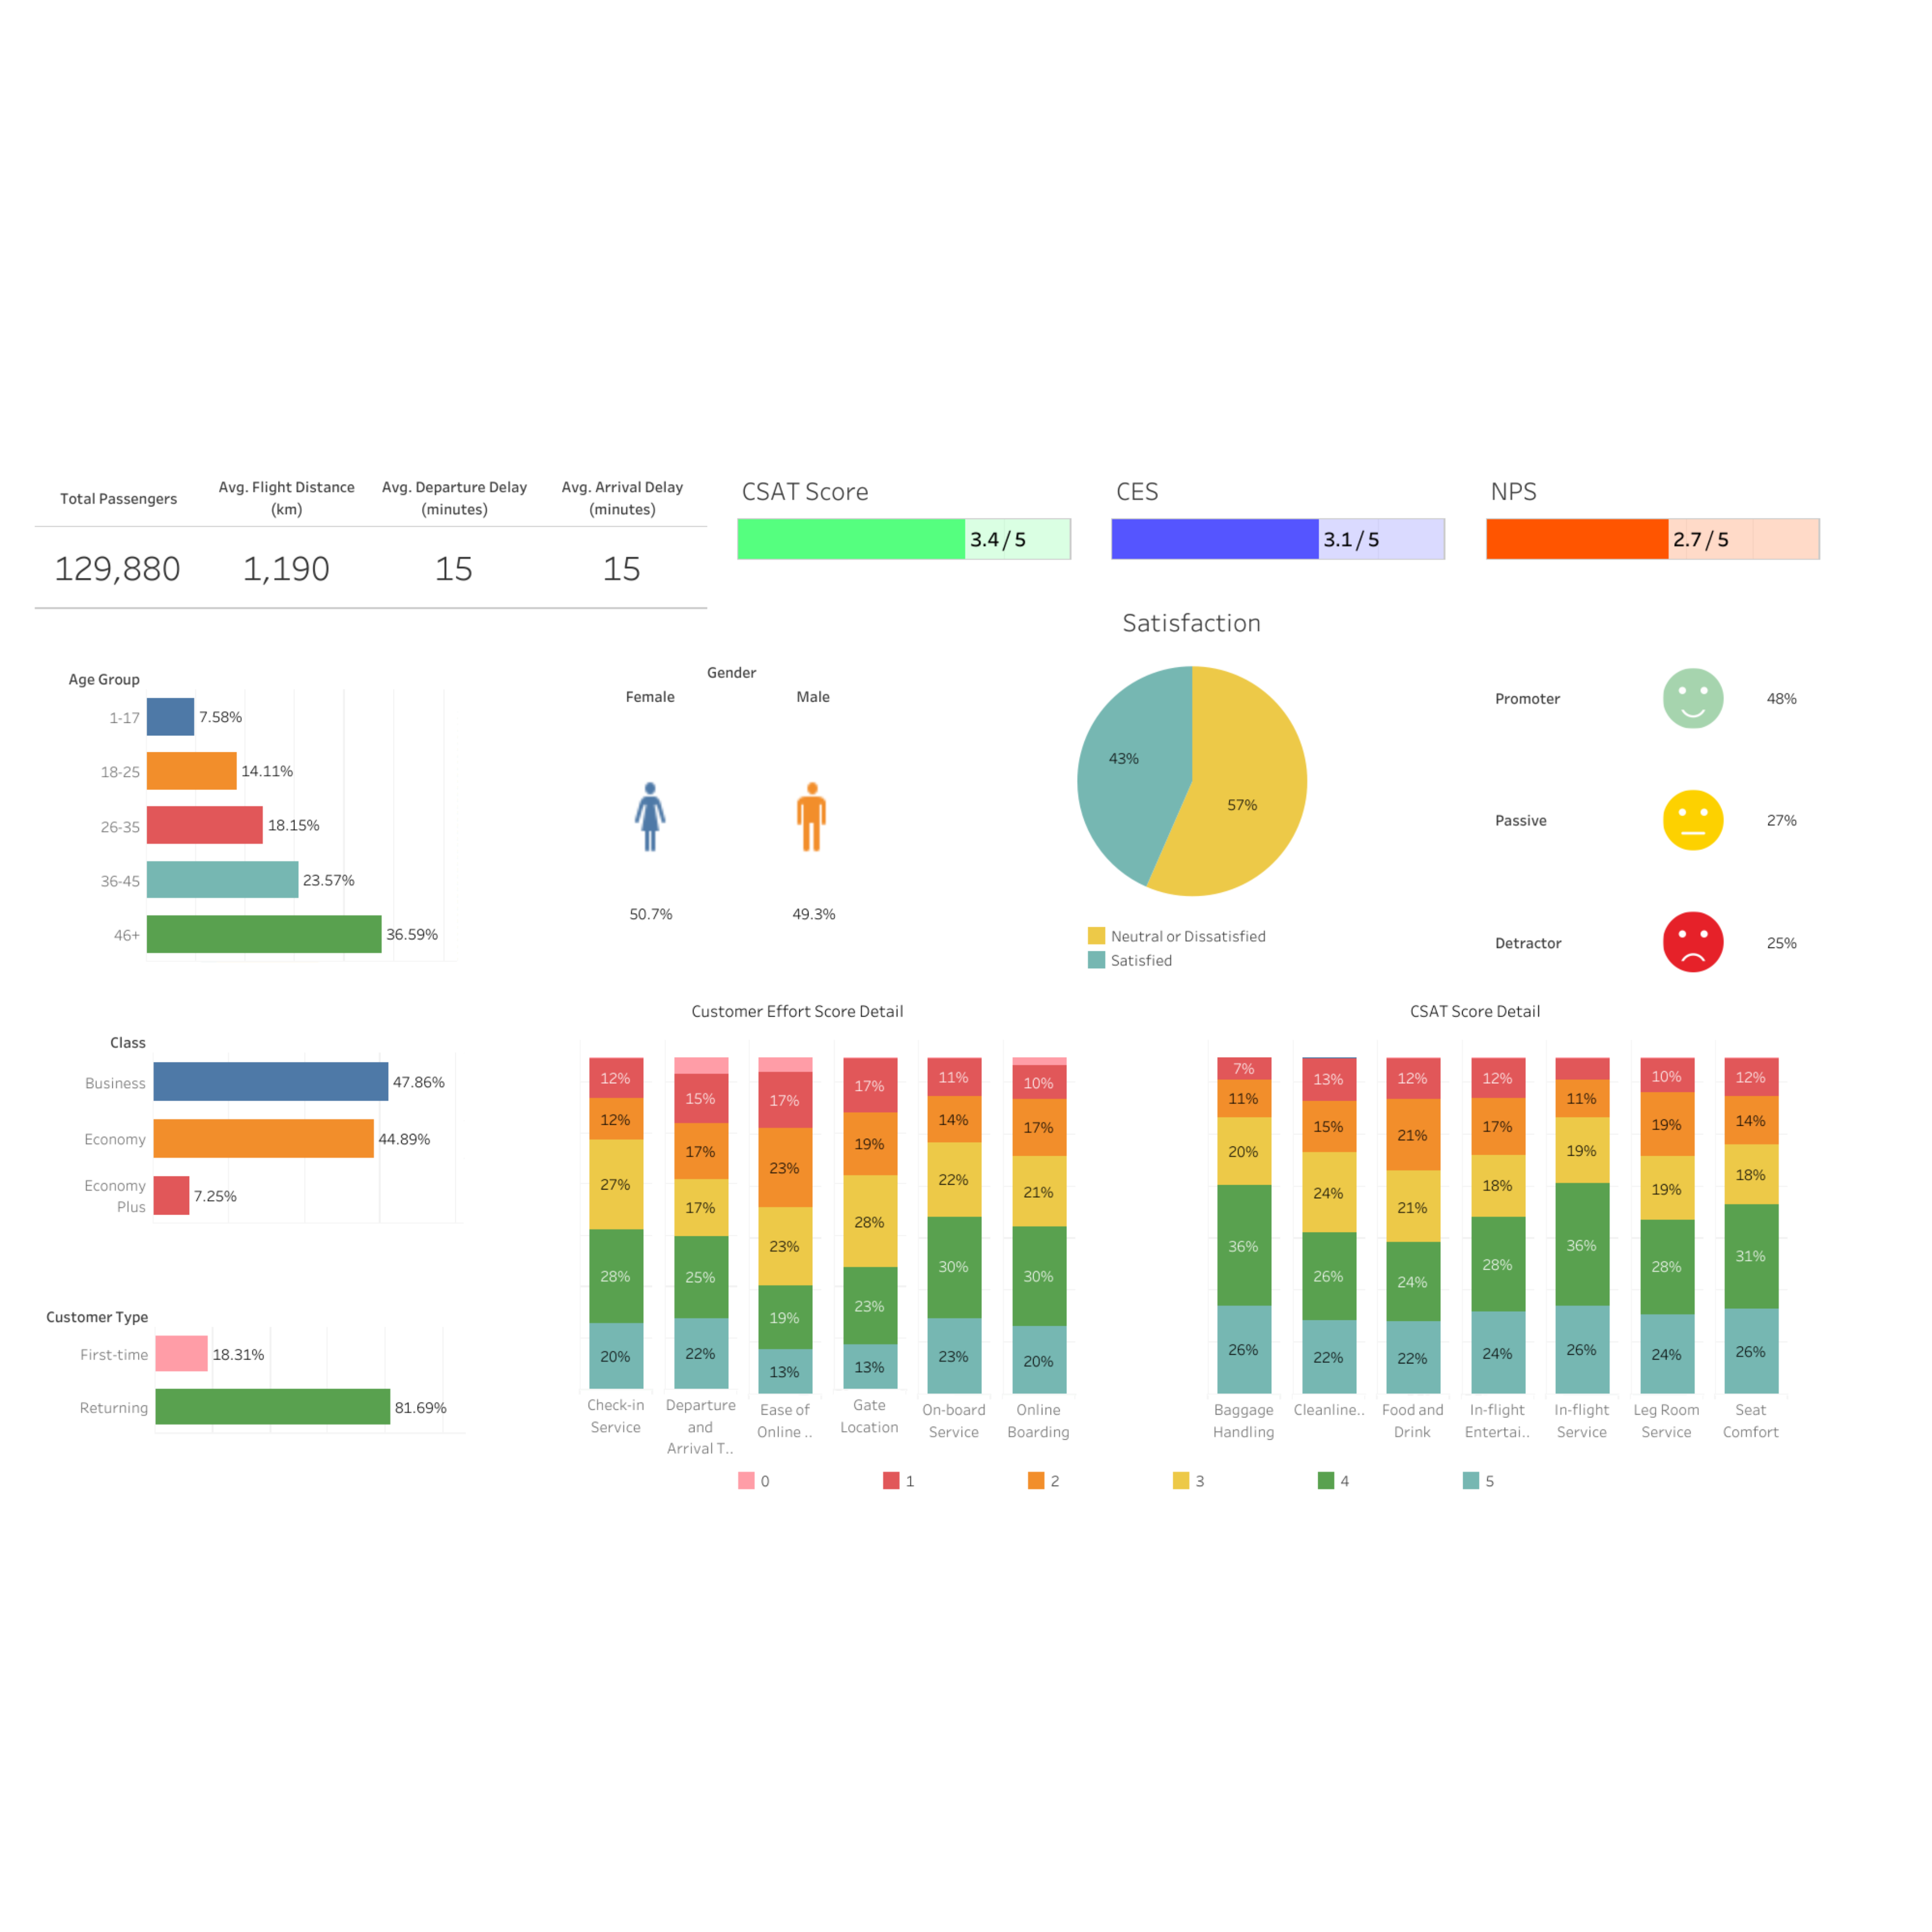 Total Passengers
Avg. Flight Distance
(km)
Avg. Departure Delay
(minutes)
Avg. Arrival Delay
(minutes)
129,880
1,190
15
15
CSAT Score
3.4 / 5
CES
3.1 / 5
NPS
2.7 / 5
Age Group
1-17
7.58%
18-25
14.11%
26-35
18.15%
36-45
23.57%
46+
36.59%
Gender
Female
Male
50.7%
49.3%
Satisfaction
43%
57%
Neutral or Dissatisfied
Satisfied
Promoter
48%
Passive
27%
Detractor
25%
Class
Business
47.86%
Economy
44.89%
Economy
Plus
7.25%
Customer Type
First-time
18.31%
Returning
81.69%
Customer Effort Score Detail
12%
12%
27%
28%
20%
Check-in
Service
15%
17%
17%
25%
22%
Departure
and
Arrival T..
17%
23%
23%
19%
13%
Ease of
Online ..
17%
19%
28%
23%
13%
Gate
Location
11%
14%
22%
30%
23%
On-board
Service
10%
17%
21%
30%
20%
Online
Boarding
CSAT Score Detail
7%
11%
20%
36%
26%
Baggage
Handling
13%
15%
24%
26%
22%
Cleanline..
12%
21%
21%
24%
22%
Food and
Drink
12%
17%
18%
28%
24%
In-flight
Entertai..
11%
19%
36%
26%
In-flight
Service
10%
19%
19%
28%
24%
Leg Room
Service
12%
14%
18%
31%
26%
Seat
Comfort
0
1
2
3
4
5